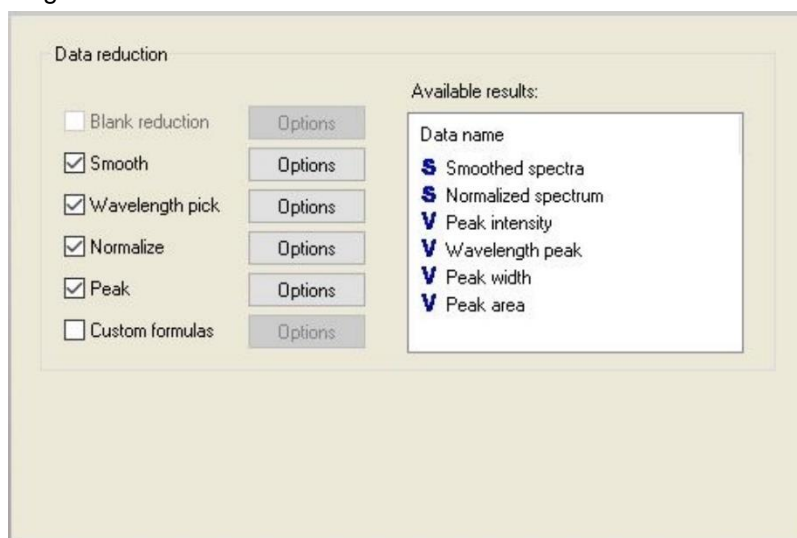 Data reduction
Blank reduction Options
Smooth Options
Wavelength pick Options
Normalize Options
Peak Options
Custom formulas Options
Available results:
Data name
S Smoothed spectra
S Normalized spectrum
V Peak intensity
V Wavelength peak
V Peak width
V Peak area